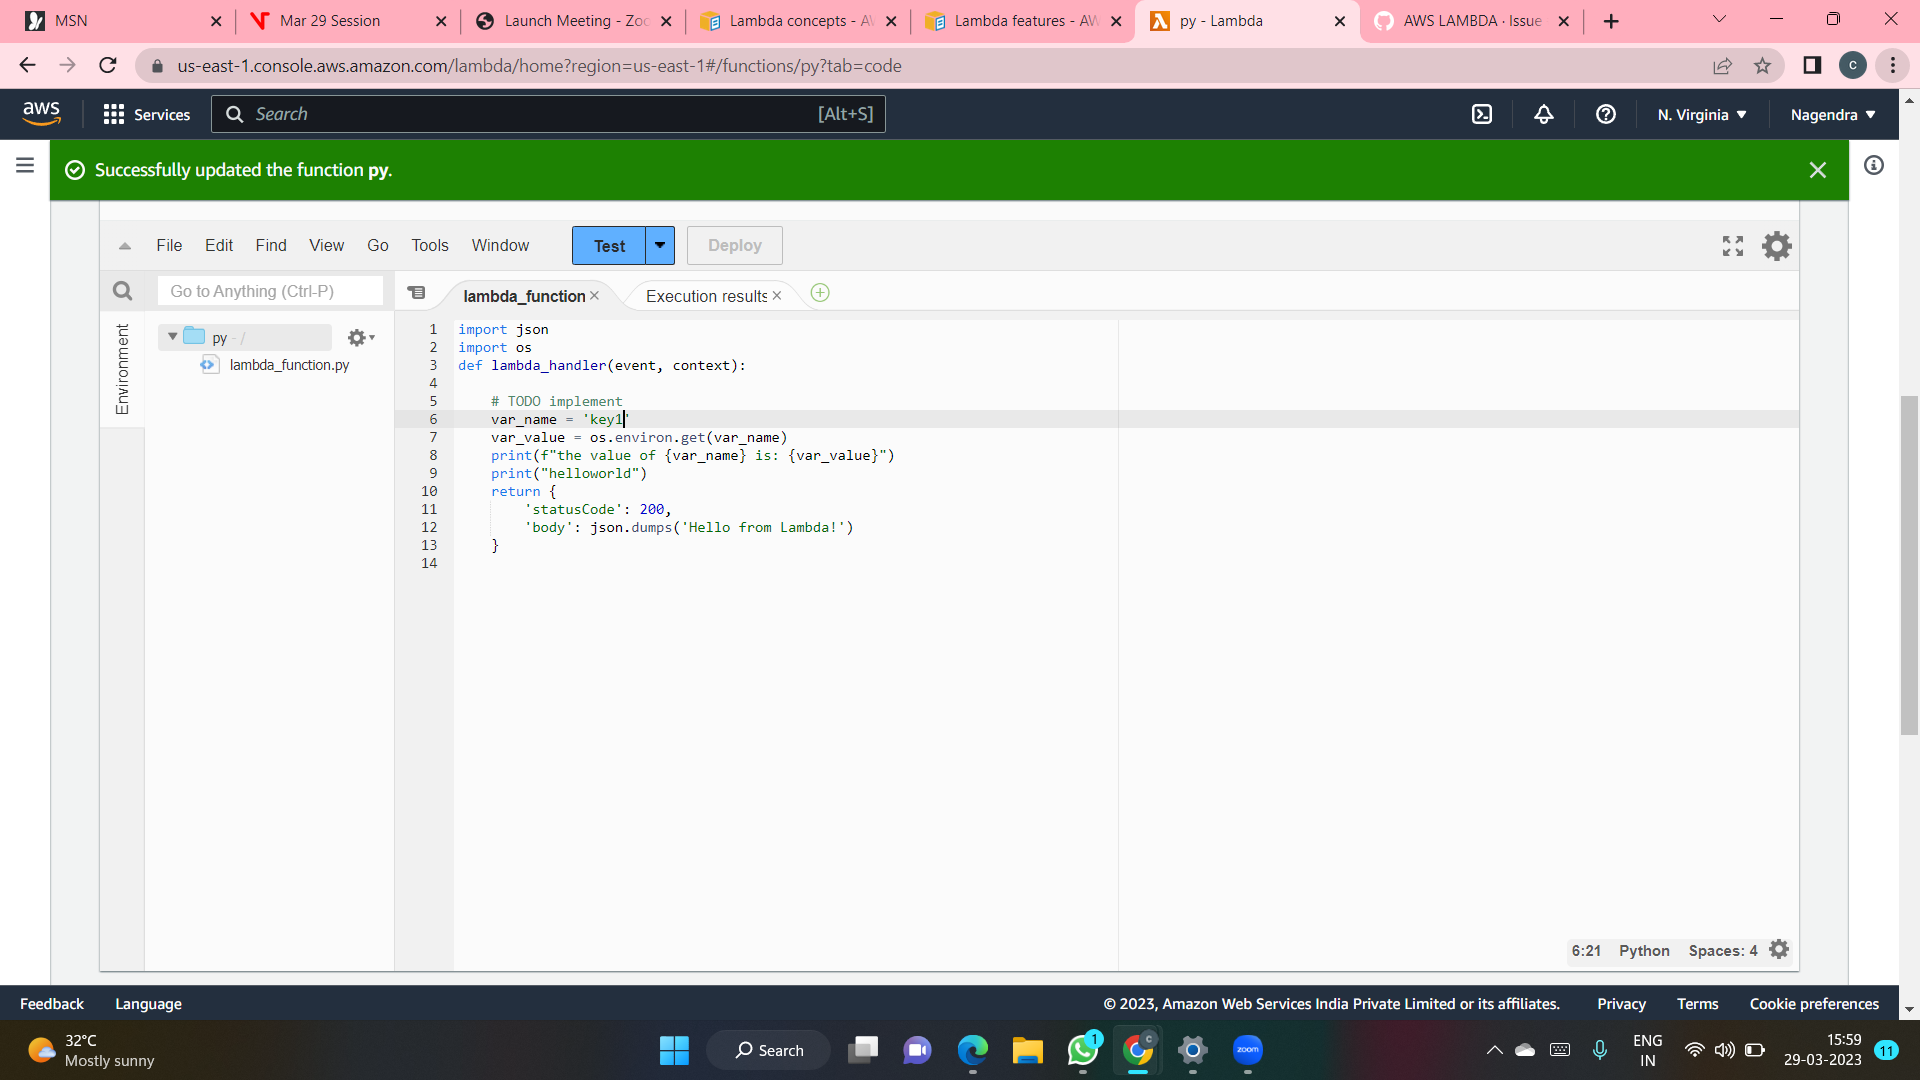 MSN
Mar 29 Session
Launch Meeting - Zoo
Lambda concepts - AW
Lambda features - AW
py - Lambda
AWS LAMBDA · Issue
us-east-1.console.aws.amazon.com/lambda/home?region=us-east-1#/functions/py?tab=code
C
aws
Services
Search
[Alt+S]
N. Virginia
Nagendra
Successfully updated the function py.
File Edit Find View Go Tools Window
Test
Deploy
Go to Anything (Ctrl-P)
lambda_function
Execution results
Environment
py - /
lambda_function.py
1 import json
2 import os
3 def lambda_handler(event, context):
4
5 # TODO implement
6 var_name = 'key1'
7 var_value = os.environ.get(var_name)
8 print(f"the value of {var_name} is: {var_value}")
9 print("helloworld")
10 return {
11 'statusCode': 200,
12 'body': json.dumps('Hello from Lambda!')
13 }
14
6:21 Python Spaces: 4
Feedback Language
© 2023, Amazon Web Services India Private Limited or its affiliates. Privacy Terms Cookie preferences
32°C
Mostly sunny
Search
1
C
zoom
ENG
IN
15:59
29-03-2023
11